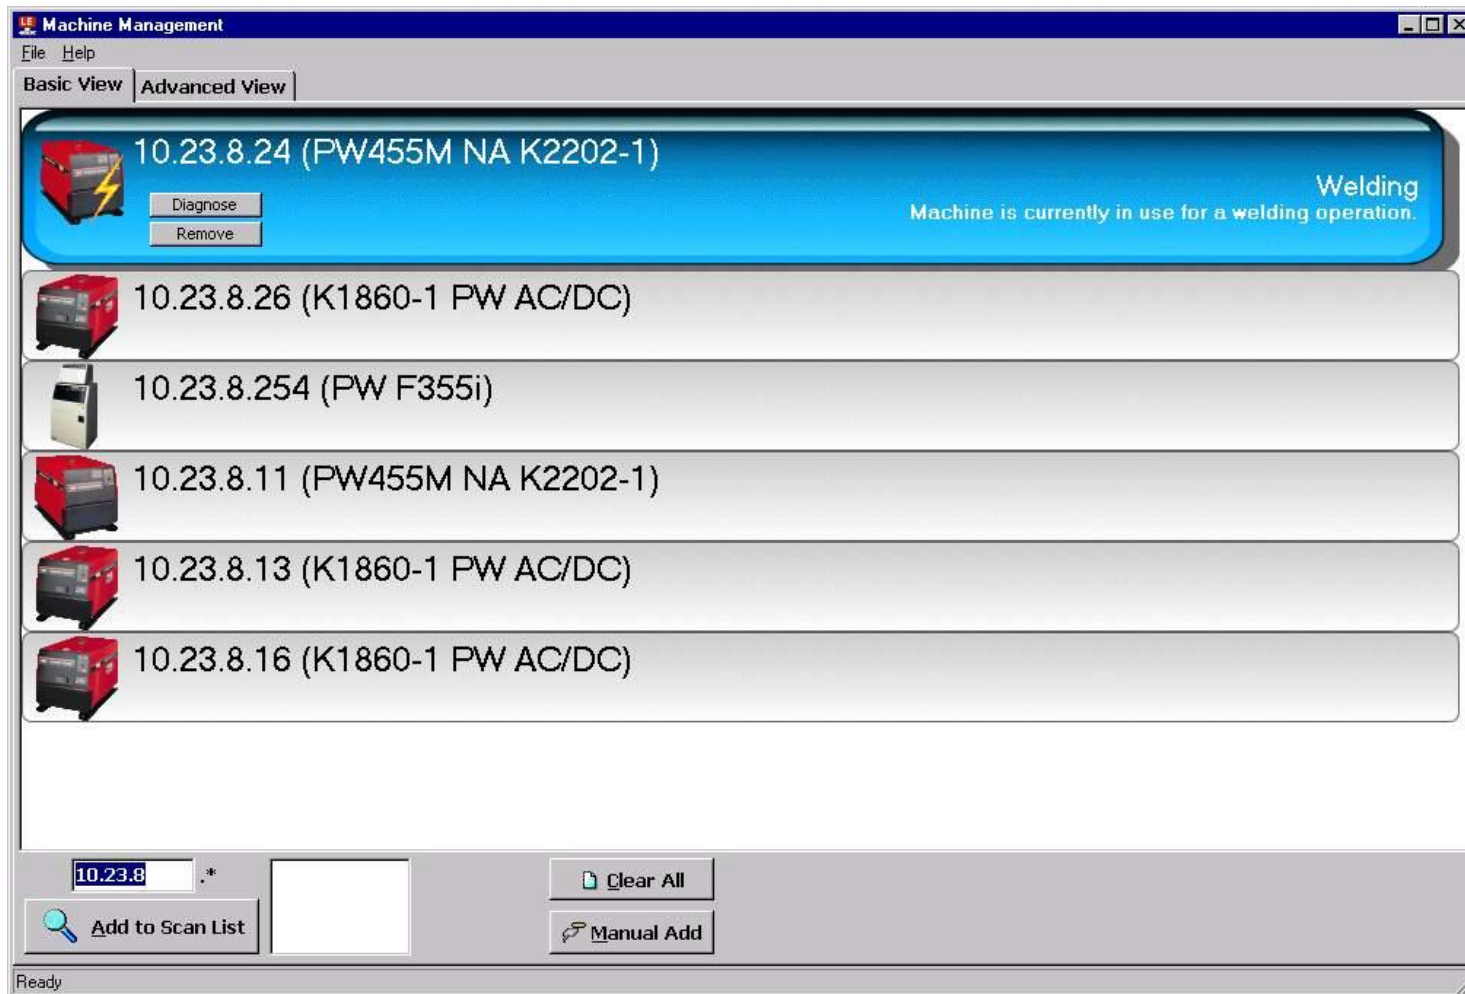 LE Machine Management
File Help
Basic View Advanced View
10.23.8.24 (PW455M NA K2202-1)
Welding
Diagnose
Machine is currently in use for a welding operation.
Remove
10.23.8.26 (K1860-1 PW AC/DC)
10.23.8.254 (PW F355i)
10.23.8.11 (PW455M NA K2202-1)
10.23.8.13 (K1860-1 PW AC/DC)
10.23.8.16 (K1860-1 PW AC/DC)
10.23.8 .*
Clear All
Add to Scan List
Manual Add
Ready